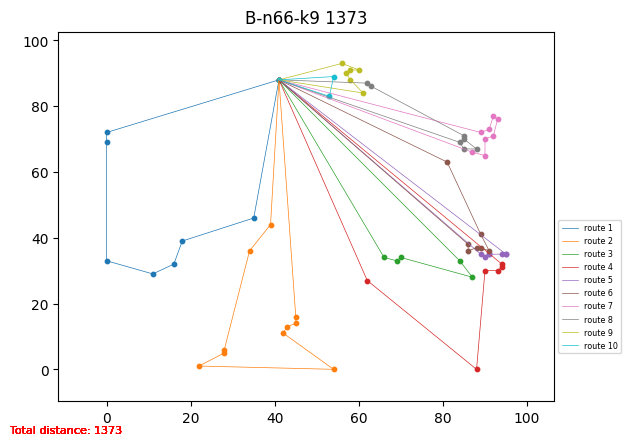 B-n66-k9 1373
100
80
60
40
20
0
0 20 40 60 80 100
route 1
route 2
route 3
route 4
route 5
route 6
route 7
route 8
route 9
route 10
Total distance: 1373